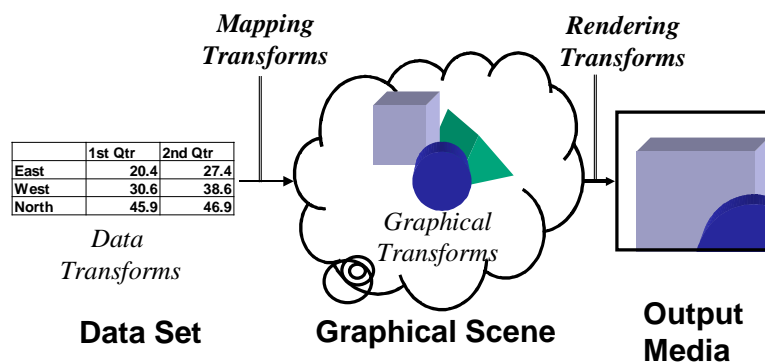 Mapping
Transforms
Rendering
Transforms
1st Qtr 2nd Qtr
East 20.4 27.4
West 30.6 38.6
North 45.9 46.9
Data
Transforms
Graphical
Transforms
Data Set
Graphical Scene
Output
Media